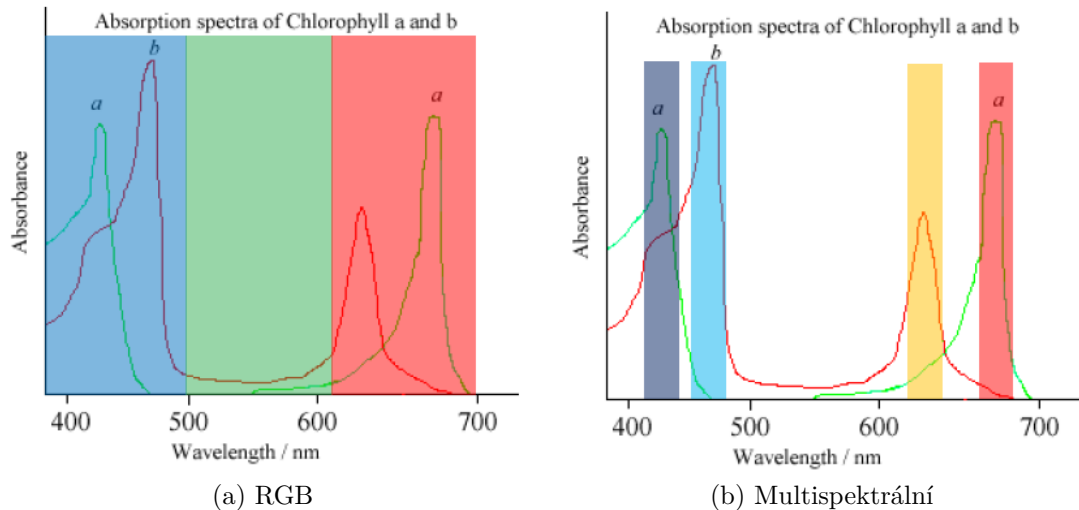 Absorption spectra of Chlorophyll a and b
b
a
a
Absorbance
400
500
600
700
Wavelength / nm
(a) RGB
Absorption spectra of Chlorophyll a and b
b
a
a
Absorbance
400
500
600
700
Wavelength / nm
(b) Multispektrální